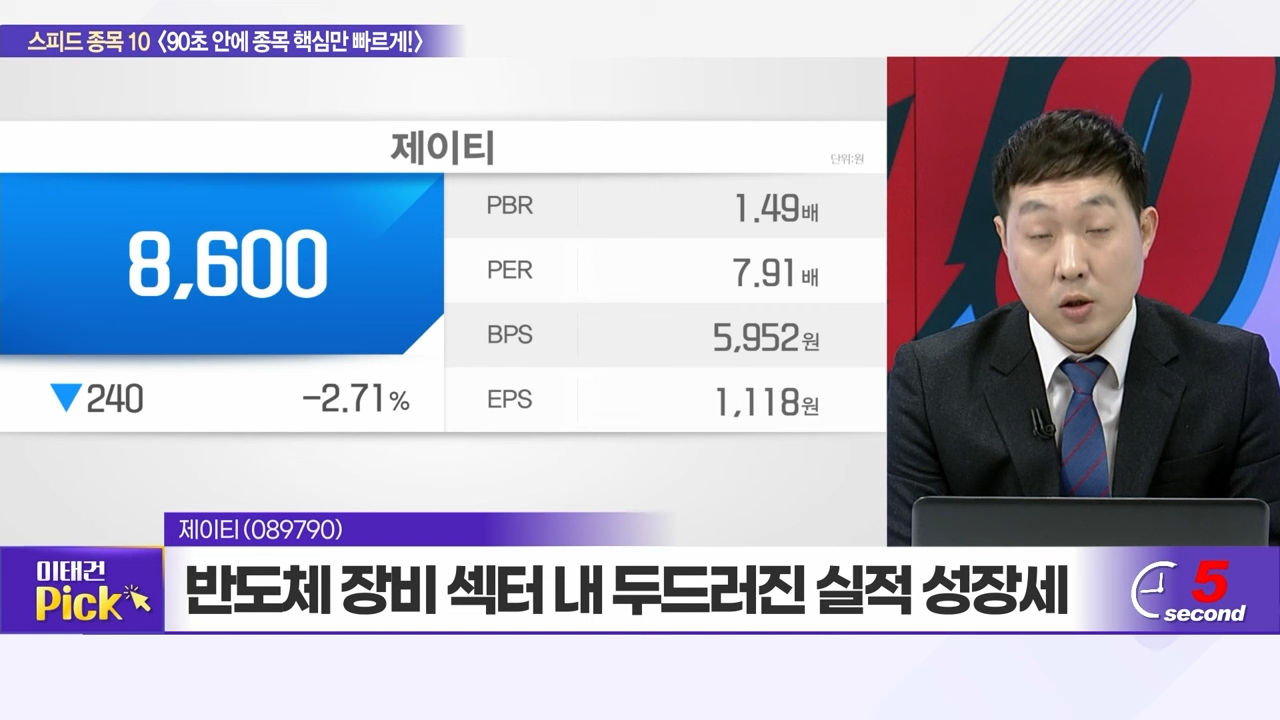 스피드 종목 10 <90초 안에 종목 핵심만 빠르게!>
제이티
단위:원
8,600
▼240 -2.71%
PBR 1.49배
PER 7.91배
BPS 5,952원
EPS 1,118원
제이티(089790)
이태건
Pick
반도체 장비 섹터 내 두드러진 실적 성장세
5
second